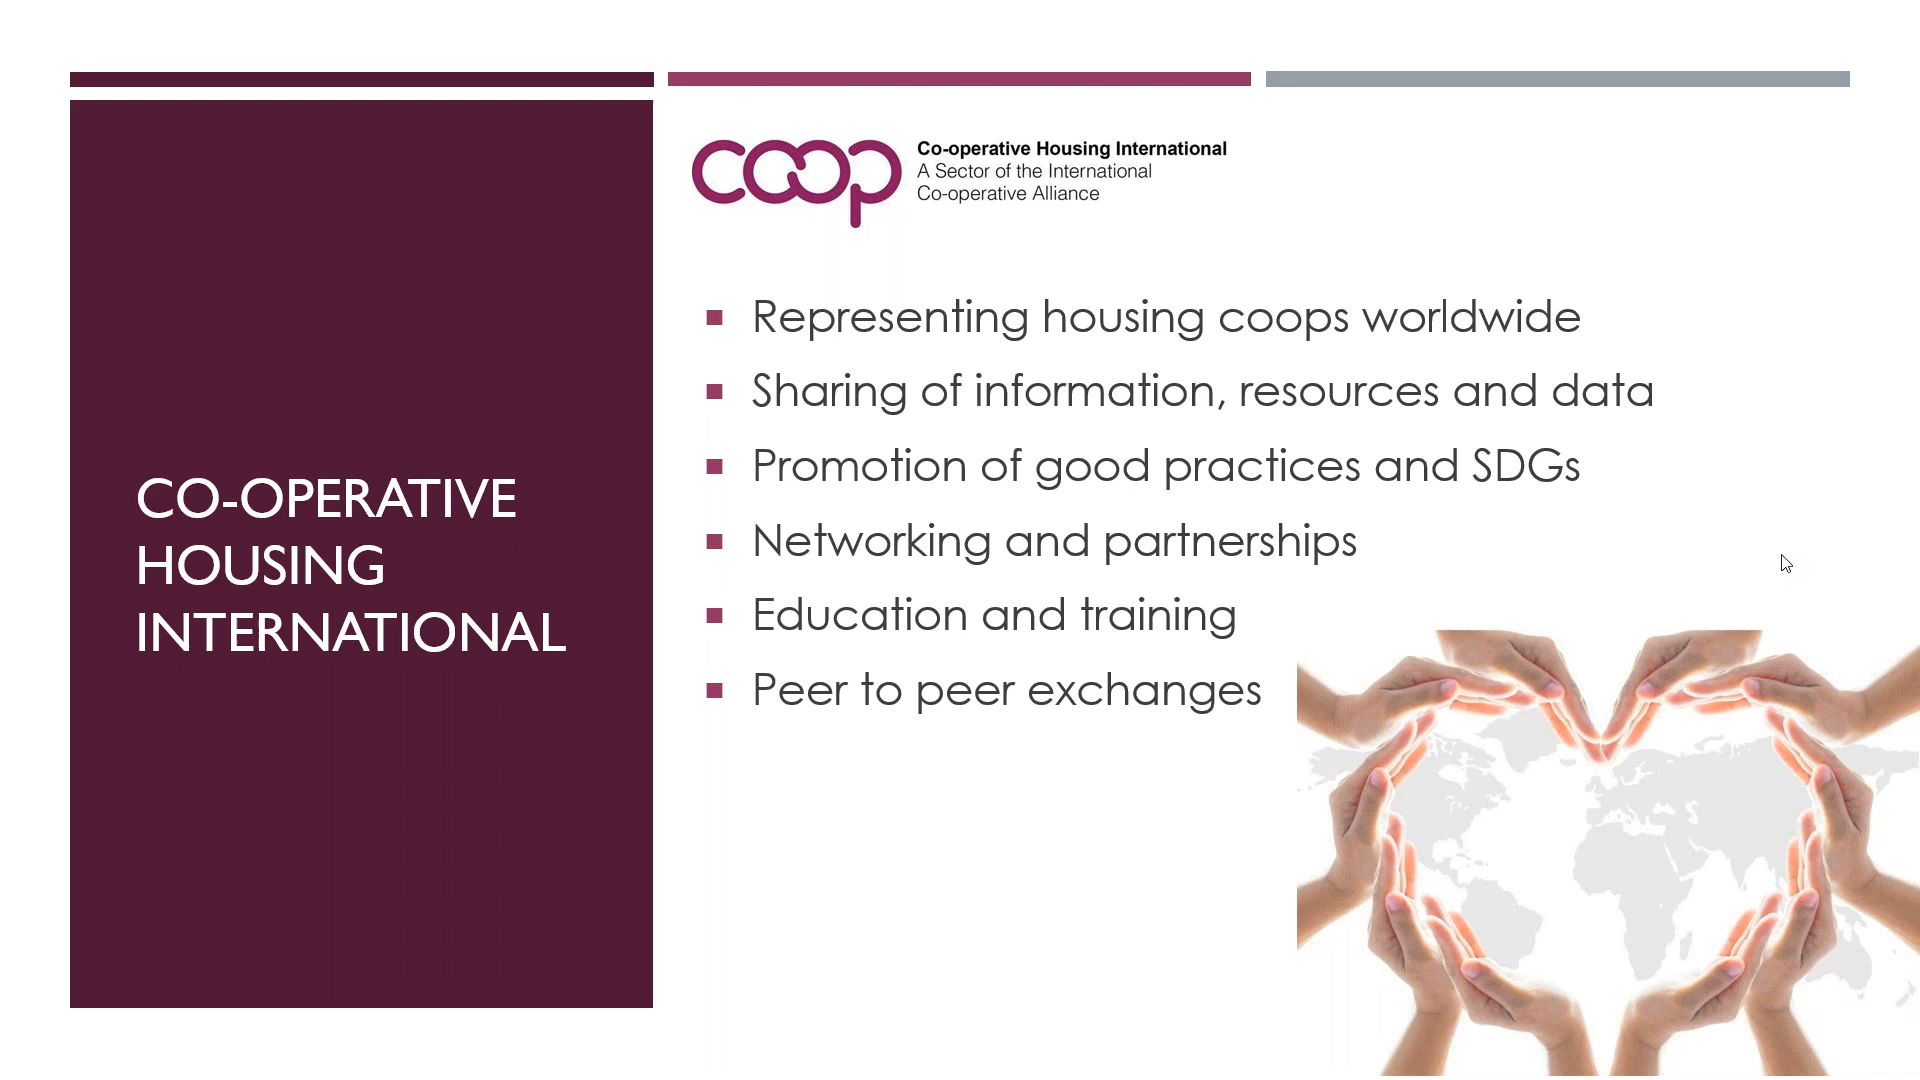 CO-OPERATIVE
HOUSING
INTERNATIONAL
coop
Co-operative Housing International
A Sector of the International
Co-operative Alliance
Representing housing coops worldwide
Sharing of information, resources and data
Promotion of good practices and SDGs
Networking and partnerships
Education and training
Peer to peer exchanges